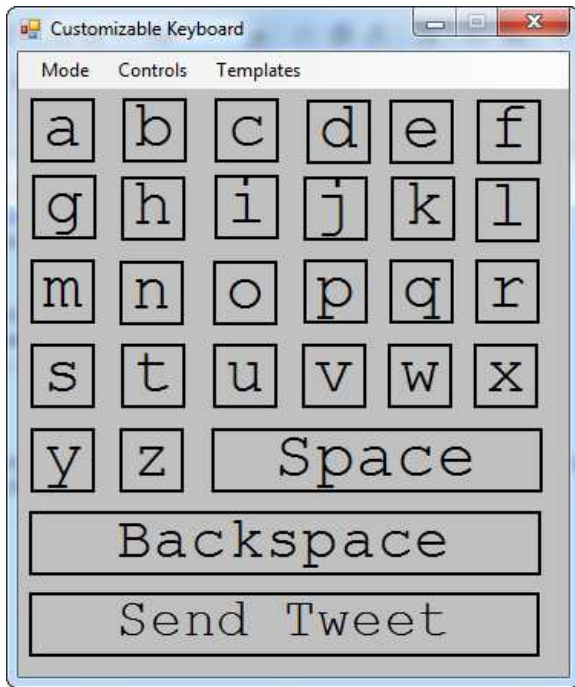 Customizable Keyboard
Mode Controls Templates
a b c d e f
g h i j k l
m n o p q r
s t u v w x
y z Space
Backspace
Send Tweet